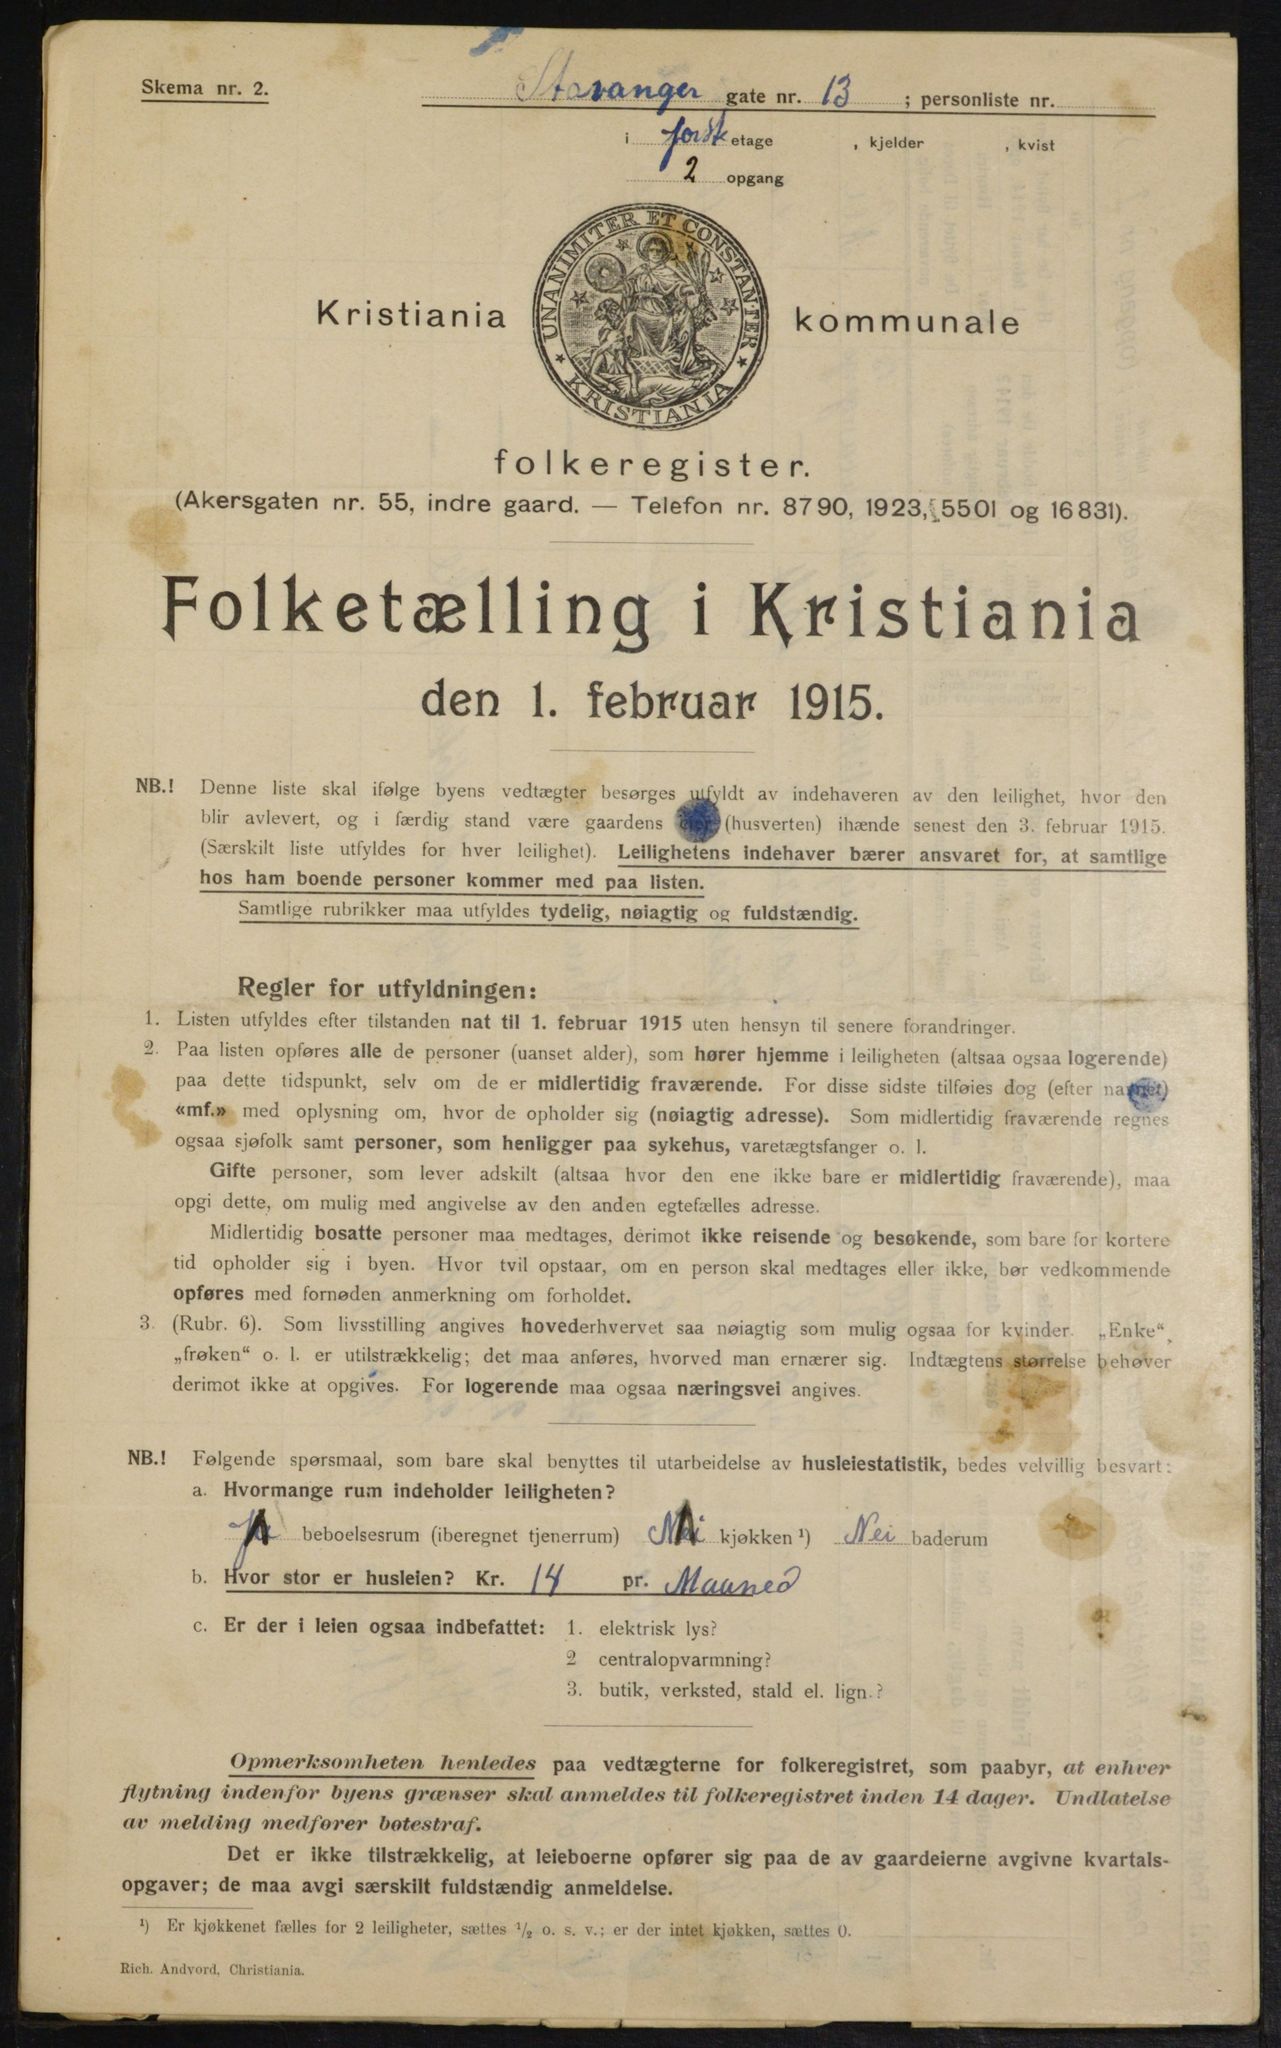 Skema nr. 2.
Stavanger gate nr. 13 ; personliste nr.
i første etage , kjelder , kvist
2 opgang
UNANIMITER ET CONSTANTER
KRISTIANIA
Kristiania kommunale
folkeregister.
(Akersgaten nr. 55, indre gaard. — Telefon nr. 8790, 1923, 5501 og 16831).
Folketælling i Kristiania
den 1. februar 1915.
NB.! Denne liste skal ifølge byens vedtægter besørges utfyldt av indehaveren av den leilighet, hvor den
blir avlevert, og i færdig stand være gaardens eier (husverten) ihænde senest den 3. februar 1915.
(Særskilt liste utfyldes for hver leilighet). Leilighetens indehaver bærer ansvaret for, at samtlige
hos ham boende personer kommer med paa listen.
Samtlige rubrikker maa utfyldes tydelig, nøiagtig og fuldstændig.
Regler for utfyldningen:
1. Listen utfyldes efter tilstanden nat til 1. februar 1915 uten hensyn til senere forandringer.
2. Paa listen opføres alle de personer (uanset alder), som hører hjemme i leiligheten (altsaa ogsaa logerende)
paa dette tidspunkt, selv om de er midlertidig fraværende. For disse sidste tilføies dog (efter navnet)
«mf.» med oplysning om, hvor de opholder sig (nøiagtig adresse). Som midlertidig fraværende regnes
ogsaa sjøfolk samt personer, som henligger paa sykehus, varetægtsfanger o. l.
Gifte personer, som lever adskilt (altsaa hvor den ene ikke bare er midlertidig fraværende), maa
opgi dette, om mulig med angivelse av den anden egtefælles adresse.
Midlertidig bosatte personer maa medtages, derimot ikke reisende og besøkende, som bare for kortere
tid opholder sig i byen. Hvor tvil opstaar, om en person skal medtages eller ikke, bør vedkommende
opføres med fornøden anmerkning om forholdet.
3. (Rubr. 6). Som livsstilling angives hovederhvervet saa nøiagtig som mulig ogsaa for kvinder. „Enke“,
„frøken“ o. l. er utilstrækkelig; det maa anføres, hvorved man ernærer sig. Indtægtens størrelse behøver
derimot ikke at opgives. For logerende maa ogsaa næringsvei angives.
NB.! Følgende spørsmaal, som bare skal benyttes til utarbeidelse av husleiestatistik, bedes velvillig besvart:
a. Hvormange rum indeholder leiligheten?
beboelsesrum (iberegnet tjenerrum) kjøkken ¹) Nei baderum
b. Hvor stor er husleien? Kr. 14 pr. Maaned
c. Er der i leien ogsaa indbefattet: 1. elektrisk lys?
2 centralopvarmning?
3. butik, verksted, stald el. lign.?
Opmerksomheten henledes paa vedtægterne for folkeregistret, som paabyr, at enhver
flytning indenfor byens grænser skal anmeldes til folkeregistret inden 14 dager. Undlatelse
av melding medfører bøtestraf.
Det er ikke tilstrækkelig, at leieboerne opfører sig paa de av gaardeierne avgivne kvartals-
opgaver; de maa avgi særskilt fuldstændig anmeldelse.
¹) Er kjøkkenet fælles for 2 leiligheter, sættes ¹/₂ o. s. v.; er der intet kjøkken, sættes 0.
Rich. Andvord, Christiania.